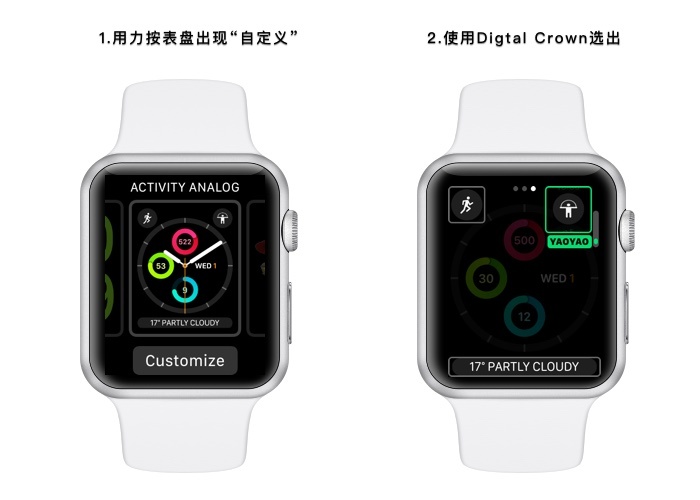 1.用力按表盘出现“自定义”
2.使用Digtal Crown选出
ACTIVITY ANALOG
522
53
WED 1
9
17° PARTLY CLOUDY
Customize
YAOYAO
500
30
WED 1
12
17° PARTLY CLOUDY